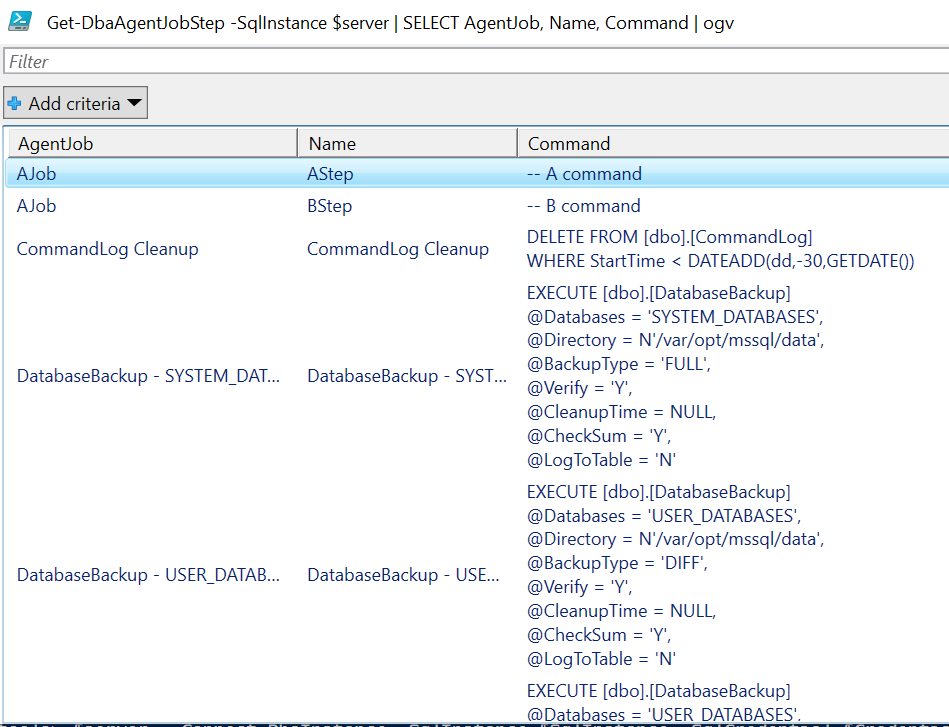 Get-DbaAgentJobStep -SqlInstance $server | SELECT AgentJob, Name, Command | ogv
Filter
Add criteria
AgentJob Name Command
AJob AStep -- A command
AJob BStep -- B command
CommandLog Cleanup CommandLog Cleanup DELETE FROM [dbo].[CommandLog]
WHERE StartTime < DATEADD(dd,-30,GETDATE())
EXECUTE [dbo].[DatabaseBackup]
@Databases = 'SYSTEM_DATABASES',
@Directory = N'/var/opt/mssql/data',
@BackupType = 'FULL',
DatabaseBackup - SYSTEM_DAT... DatabaseBackup - SYST...
@Verify = 'Y',
@CleanupTime = NULL,
@CheckSum = 'Y',
@LogToTable = 'N'
EXECUTE [dbo].[DatabaseBackup]
@Databases = 'USER_DATABASES',
@Directory = N'/var/opt/mssql/data',
@BackupType = 'DIFF',
DatabaseBackup - USER_DATAB... DatabaseBackup - USE...
@Verify = 'Y',
@CleanupTime = NULL,
@CheckSum = 'Y',
@LogToTable = 'N'
EXECUTE [dbo].[DatabaseBackup]
@Databases = 'USER_DATABASES',